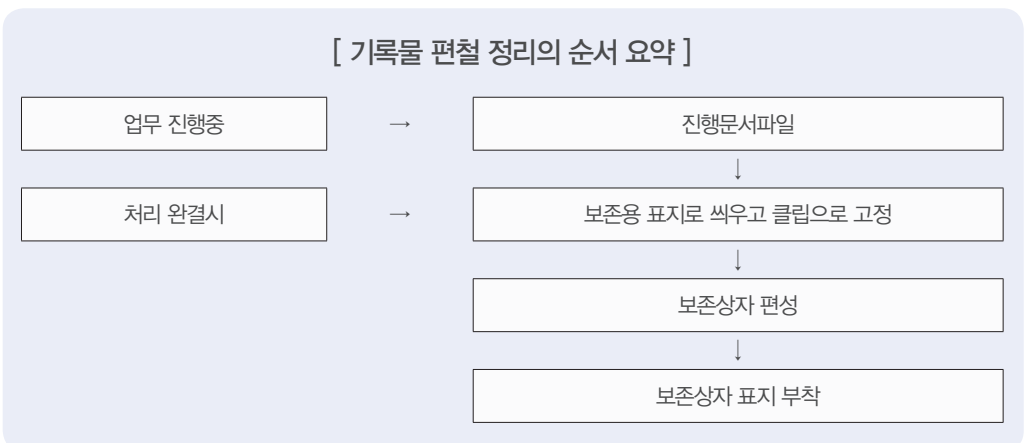 [ 기록물 편철 정리의 순서 요약 ]
업무 진행중 → 진행문서파일
↓
처리 완결시 → 보존용 표지로 씌우고 클립으로 고정
↓
보존상자 편성
↓
보존상자 표지 부착